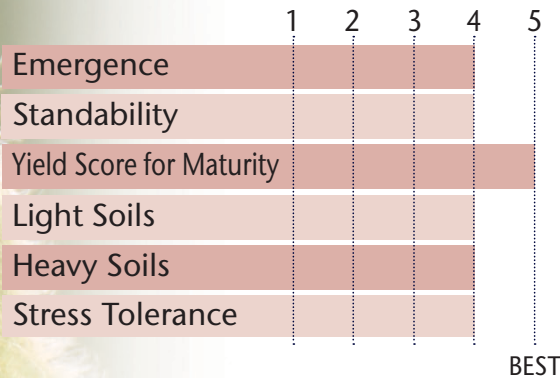 1 2 3 4 5
Emergence
Standability
Yield Score for Maturity
Light Soils
Heavy Soils
Stress Tolerance
BEST